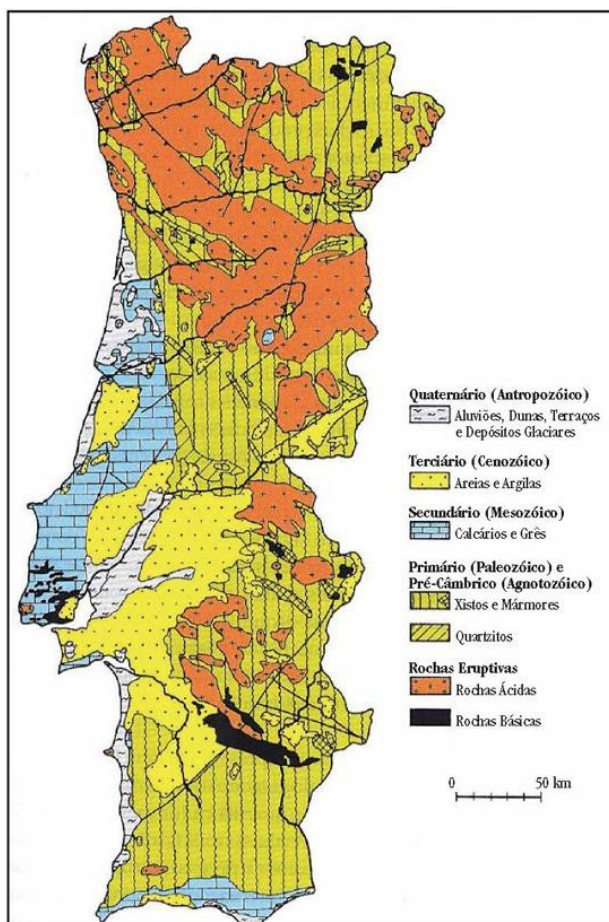 Quaternário (Antropozóico)
Aluviões, Dunas, Terraços
e Depósitos Glaciares
Terciário (Cenozóico)
Areias e Argilas
Secundário (Mesozóico)
Calcários e Grês
Primário (Paleozóico) e
Pré-Câmbrico (Agnotozóico)
Xistos e Mármores
Quartzitos
Rochas Eruptivas
Rochas Ácidas
Rochas Básicas
0 50 km